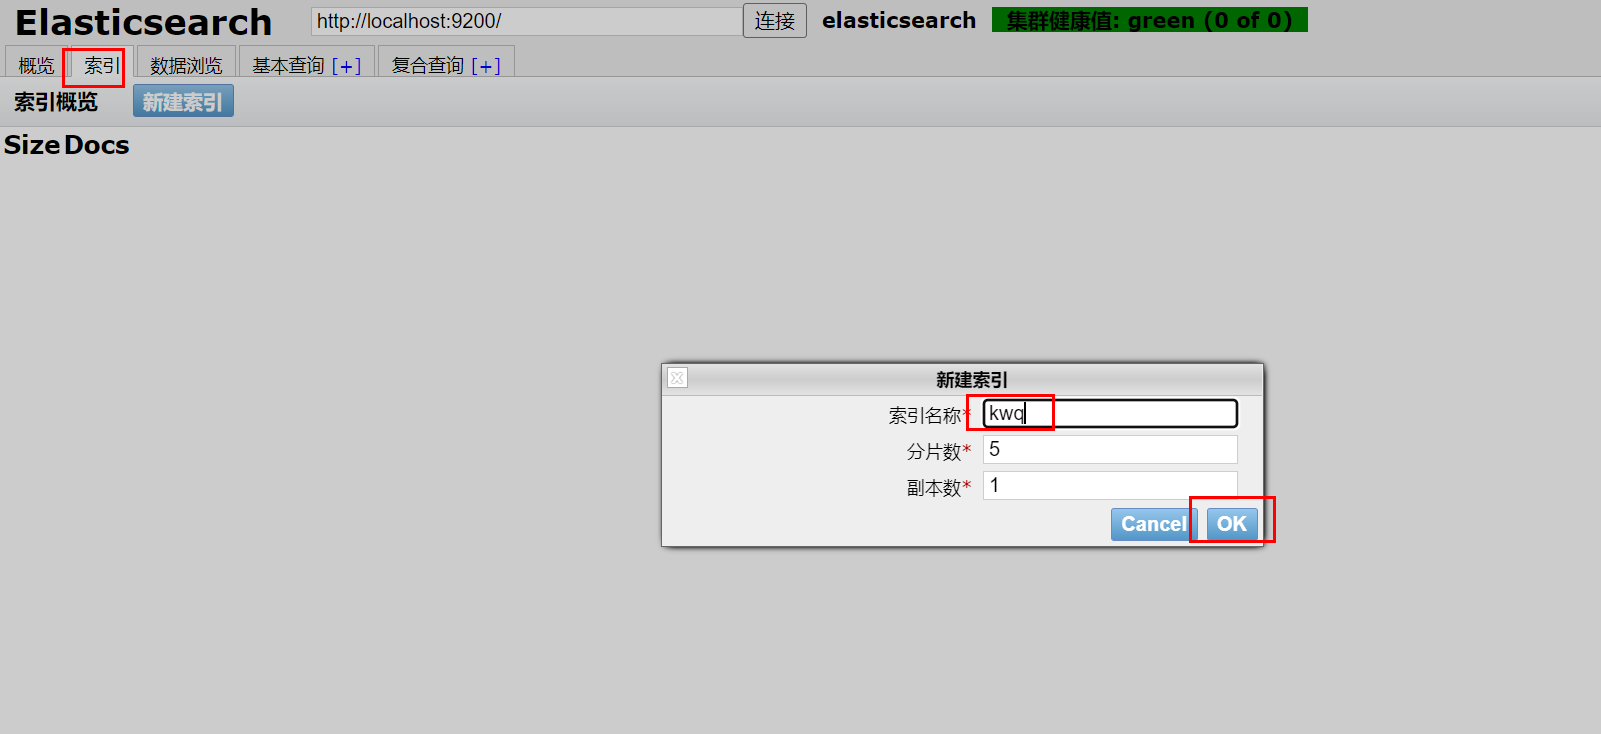 Elasticsearch http://localhost:9200/ 连接 elasticsearch 集群健康值: green (0 of 0)
概览 索引 数据浏览 基本查询 [+] 复合查询 [+]
索引概览 新建索引
Size Docs
新建索引
索引名称* kwq
分片数* 5
副本数* 1
Cancel OK